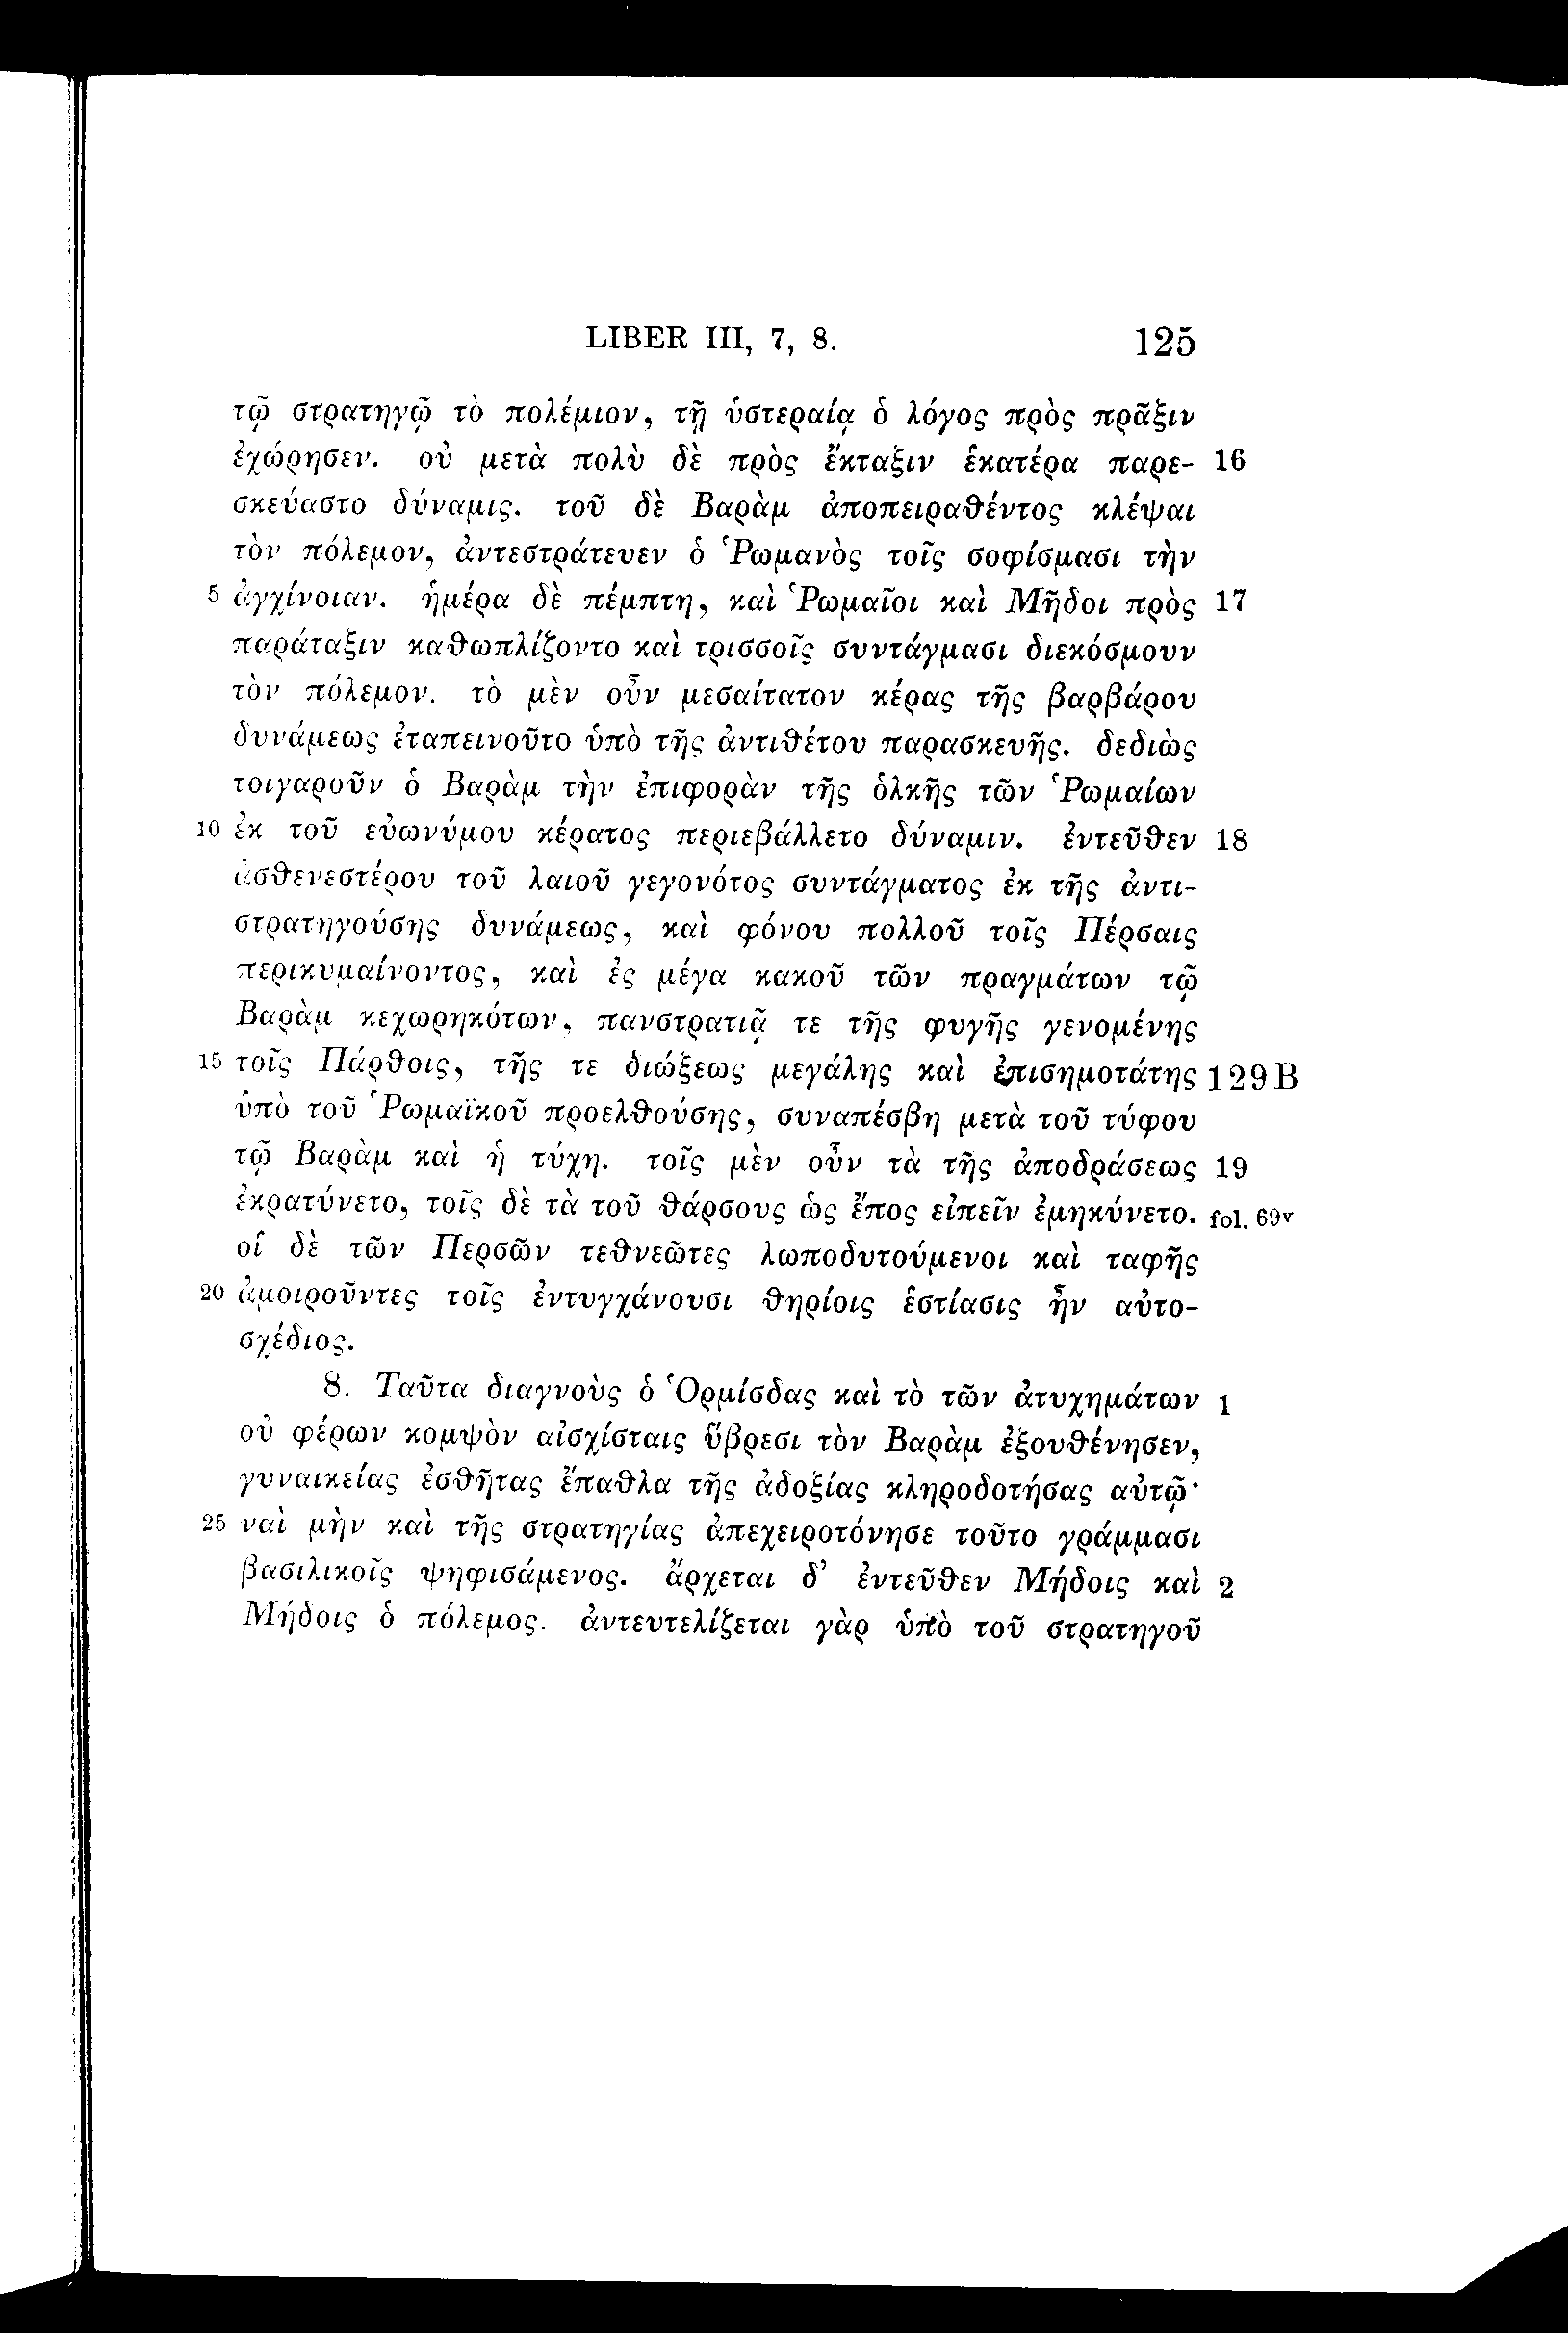 LIBER III, 7, 8. 125
τῷ στρατηγῷ τὸ πολέμιον, τῇ ὑστεραίᾳ ὁ λόγος πρὸς πρᾶξιν
ἐχώρησεν. οὐ μετὰ πολὺ δὲ πρὸς ἔκταξιν ἑκατέρα παρε- 16
σκεύαστο δύναμις. τοῦ δὲ Βαρὰμ ἀποπειραθέντος κλέψαι
τὸν πόλεμον, ἀντεστράτευεν ὁ Ῥωμανὸς τοῖς σοφίσμασι τὴν
5 ἀγχίνοιαν. ἡμέρα δὲ πέμπτη, καὶ Ῥωμαῖοι καὶ Μῆδοι πρὸς 17
παράταξιν καθωπλίζοντο καὶ τρισσοῖς συντάγμασι διεκόσμουν
τὸν πόλεμον. τὸ μὲν οὖν μεσαίτατον κέρας τῆς βαρβάρου
δυνάμεως ἐταπεινοῦτο ὑπὸ τῆς ἀντιθέτου παρασκευῆς. δεδιὼς
τοιγαροῦν ὁ Βαρὰμ τὴν ἐπιφορὰν τῆς ὁλκῆς τῶν Ῥωμαίων
10 ἐκ τοῦ εὐωνύμου κέρατος περιεβάλλετο δύναμιν. ἐντεῦθεν 18
ἀσθενεστέρου τοῦ λαιοῦ γεγονότος συντάγματος ἐκ τῆς ἀντι-
στρατηγούσης δυνάμεως, καὶ φόνου πολλοῦ τοῖς Πέρσαις
περικυμαίνοντος, καὶ ἐς μέγα κακοῦ τῶν πραγμάτων τῷ
Βαρὰμ κεχωρηκότων, πανστρατιᾷ τε τῆς φυγῆς γενομένης
15 τοῖς Πάρθοις, τῆς τε διώξεως μεγάλης καὶ ἐπισημοτάτης 129B
ὑπὸ τοῦ Ῥωμαϊκοῦ προελθούσης, συναπέσβη μετὰ τοῦ τύφου
τῷ Βαρὰμ καὶ ἡ τύχη. τοῖς μὲν οὖν τὰ τῆς ἀποδράσεως 19
ἐκρατύνετο, τοῖς δὲ τὰ τοῦ θάρσους ὡς ἔπος εἰπεῖν ἐμηκύνετο. fol. 69v
οἱ δὲ τῶν Περσῶν τεθνεῶτες λωποδυτούμενοι καὶ ταφῆς
20 ἀμοιροῦντες τοῖς ἐντυγχάνουσι θηρίοις ἑστίασις ἦν αὐτο-
σχέδιος.
8. Ταῦτα διαγνοὺς ὁ Ὁρμίσδας καὶ τὸ τῶν ἀτυχημάτων 1
οὐ φέρων κομψὸν αἰσχίσταις ὕβρεσι τὸν Βαρὰμ ἐξουθένησεν,
γυναικείας ἐσθῆτας ἔπαθλα τῆς ἀδοξίας κληροδοτήσας αὐτῷ·
25 ναὶ μὴν καὶ τῆς στρατηγίας ἀπεχειροτόνησε τοῦτο γράμμασι
βασιλικοῖς ψηφισάμενος. ἄρχεται δ’ ἐντεῦθεν Μήδοις καὶ 2
Μήδοις ὁ πόλεμος. ἀντευτελίζεται γὰρ ὑπὸ τοῦ στρατηγοῦ